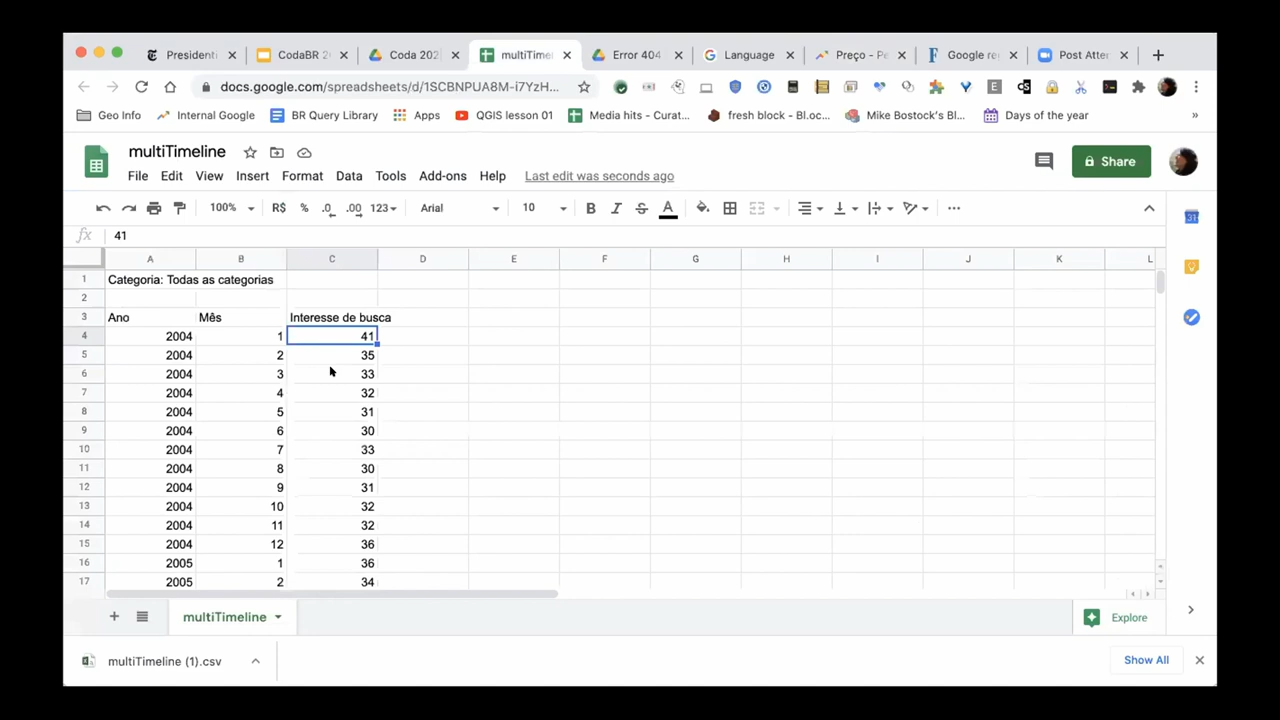 Presidenti
CodaBR 2
Coda 202
multiTime
Error 404
Language
Preço - Pe
Google re
Post Atter
docs.google.com/spreadsheets/d/1SCBNPUA8M-i7YzH...
Geo Info
Internal Google
BR Query Library
Apps
QGIS lesson 01
Media hits - Curat...
fresh block - Bl.oc...
Mike Bostock's Bl...
Days of the year
»
multiTimeline
Share
File Edit View Insert Format Data Tools Add-ons Help Last edit was seconds ago
100% R$ % .0 .00 123 Arial 10 B I S A
fx 41
A B C D E F G H I J K L
1 Categoria: Todas as categorias
2
3 Ano Mês Interesse de busca
4 2004 1 41
5 2004 2 35
6 2004 3 33
7 2004 4 32
8 2004 5 31
9 2004 6 30
10 2004 7 33
11 2004 8 30
12 2004 9 31
13 2004 10 32
14 2004 11 32
15 2004 12 36
16 2005 1 36
17 2005 2 34
multiTimeline
Explore
multiTimeline (1).csv
Show All